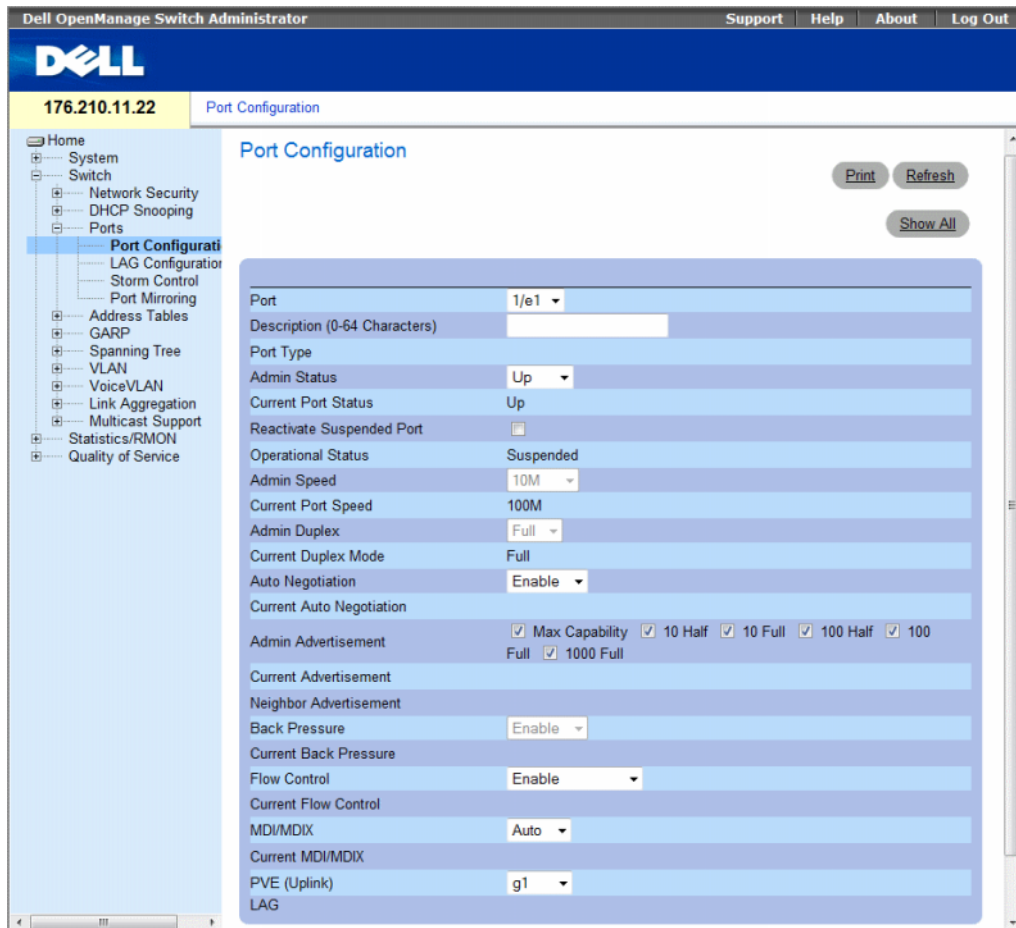 Dell OpenManage Switch Administrator
Support Help About Log Out
DELL
176.210.11.22
Port Configuration
Home
System
Switch
Network Security
DHCP Snooping
Ports
Port Configurati
LAG Configuration
Storm Control
Port Mirroring
Address Tables
GARP
Spanning Tree
VLAN
VoiceVLAN
Link Aggregation
Multicast Support
Statistics/RMON
Quality of Service
Port Configuration
Print Refresh
Show All
Port 1/e1
Description (0-64 Characters)
Port Type
Admin Status Up
Current Port Status Up
Reactivate Suspended Port
Operational Status Suspended
Admin Speed 10M
Current Port Speed 100M
Admin Duplex Full
Current Duplex Mode Full
Auto Negotiation Enable
Current Auto Negotiation
Admin Advertisement Max Capability 10 Half 10 Full 100 Half 100
Full 1000 Full
Current Advertisement
Neighbor Advertisement
Back Pressure Enable
Current Back Pressure
Flow Control Enable
Current Flow Control
MDI/MDIX Auto
Current MDI/MDIX
PVE (Uplink) g1
LAG